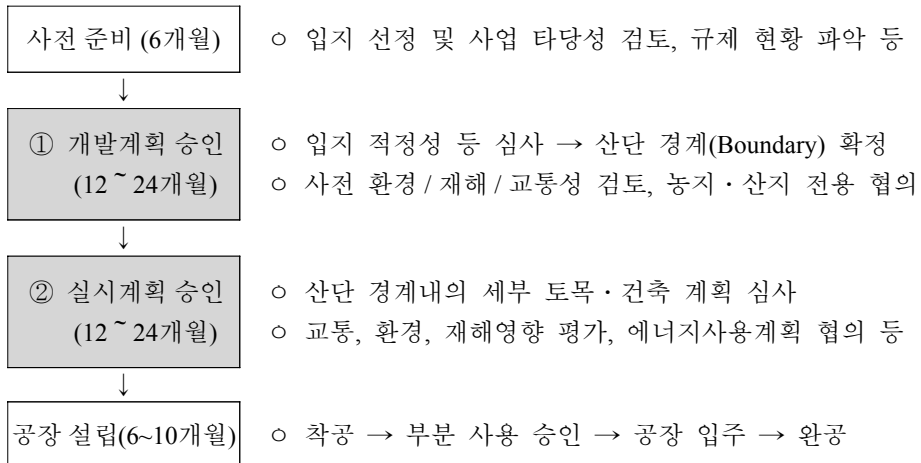 사전 준비 (6개월) ㅇ 입지 선정 및 사업 타당성 검토, 규제 현황 파악 등
↓
① 개발계획 승인 ㅇ 입지 적정성 등 심사 → 산단 경계(Boundary) 확정
(12 ~ 24개월) ㅇ 사전 환경 / 재해 / 교통성 검토, 농지・산지 전용 협의
↓
② 실시계획 승인 ㅇ 산단 경계내의 세부 토목・건축 계획 심사
(12 ~ 24개월) ㅇ 교통, 환경, 재해영향 평가, 에너지사용계획 협의 등
↓
공장 설립(6~10개월) ㅇ 착공 → 부분 사용 승인 → 공장 입주 → 완공